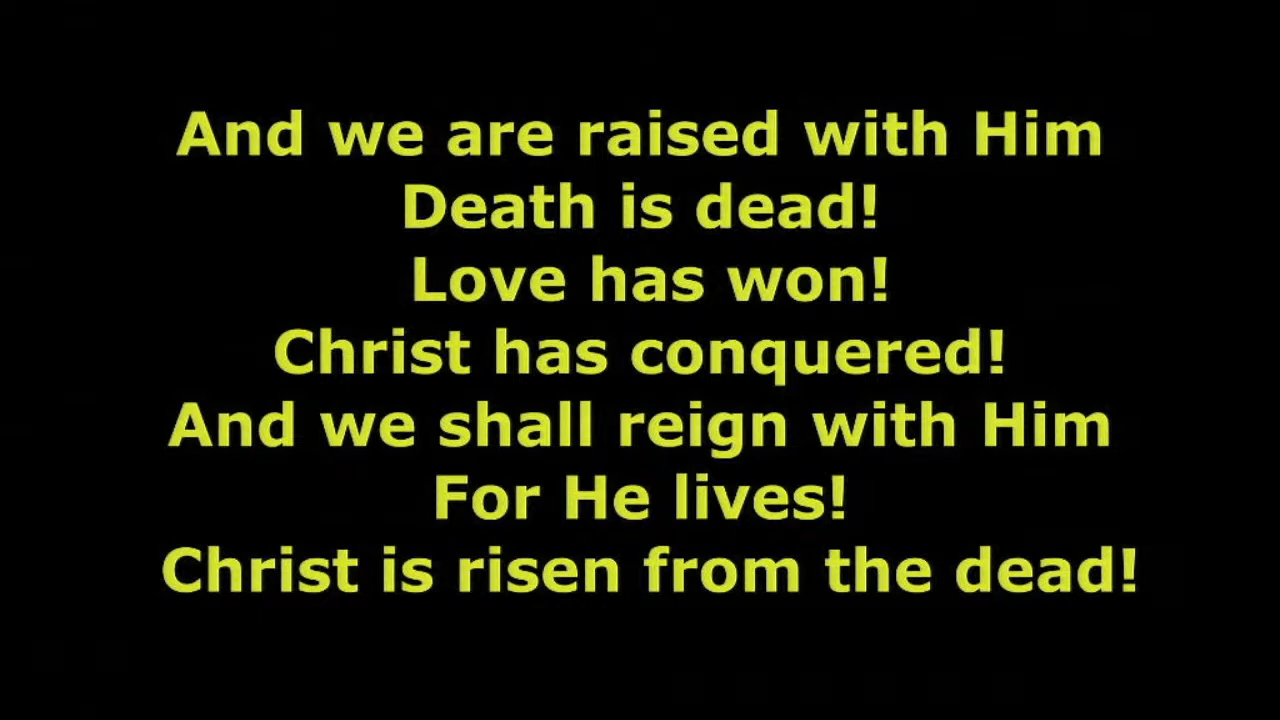 And we are raised with Him
Death is dead!
Love has won!
Christ has conquered!
And we shall reign with Him
For He lives!
Christ is risen from the dead!